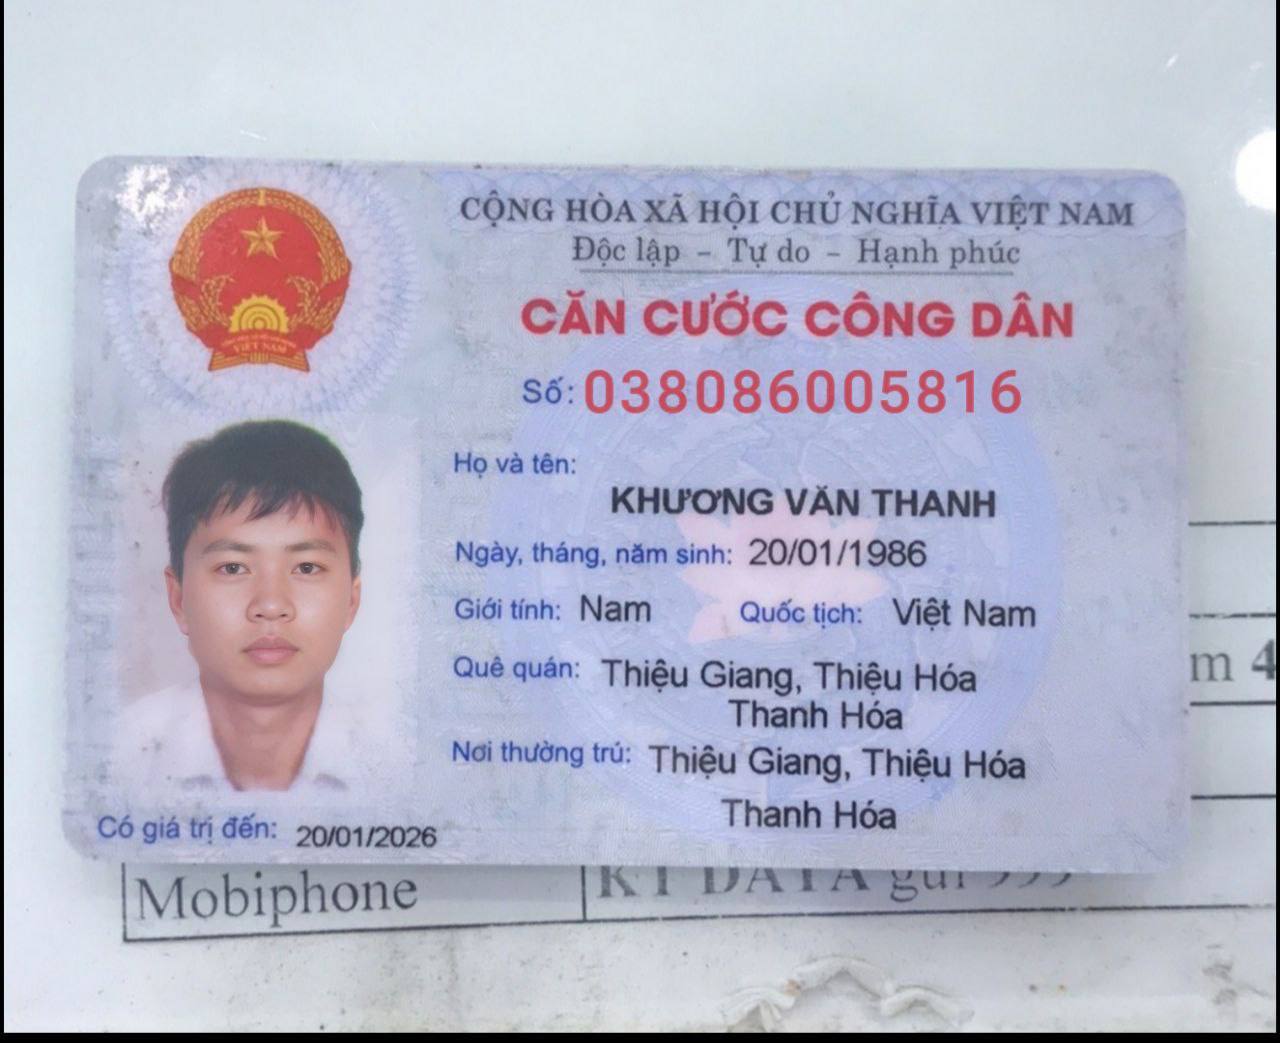 CỘNG HÒA XÃ HỘI CHỦ NGHĨA VIỆT NAM
Độc lập - Tự do - Hạnh phúc
CĂN CƯỚC CÔNG DÂN
Số: 038086005816
VIỆT NAM
Họ và tên:
KHƯƠNG VĂN THANH
Ngày, tháng, năm sinh: 20/01/1986
Giới tính: Nam Quốc tịch: Việt Nam
Quê quán: Thiệu Giang, Thiệu Hóa
Thanh Hóa
Nơi thường trú: Thiệu Giang, Thiệu Hóa
Thanh Hóa
Có giá trị đến: 20/01/2026
m 4
Mobiphone
KT DATA gửi 999